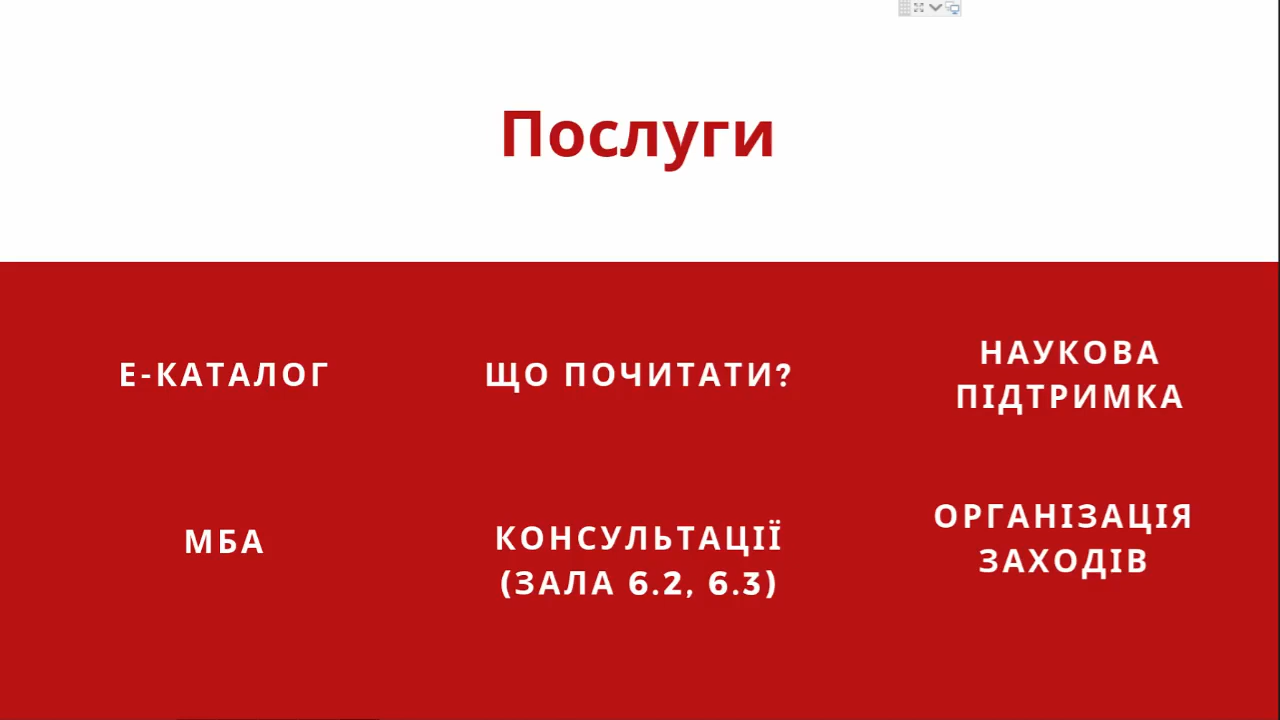 Послуги
Е-КАТАЛОГ
ЩО ПОЧИТАТИ?
НАУКОВА
ПІДТРИМКА
МБА
КОНСУЛЬТАЦІЇ
(ЗАЛА 6.2, 6.3)
ОРГАНІЗАЦІЯ
ЗАХОДІВ